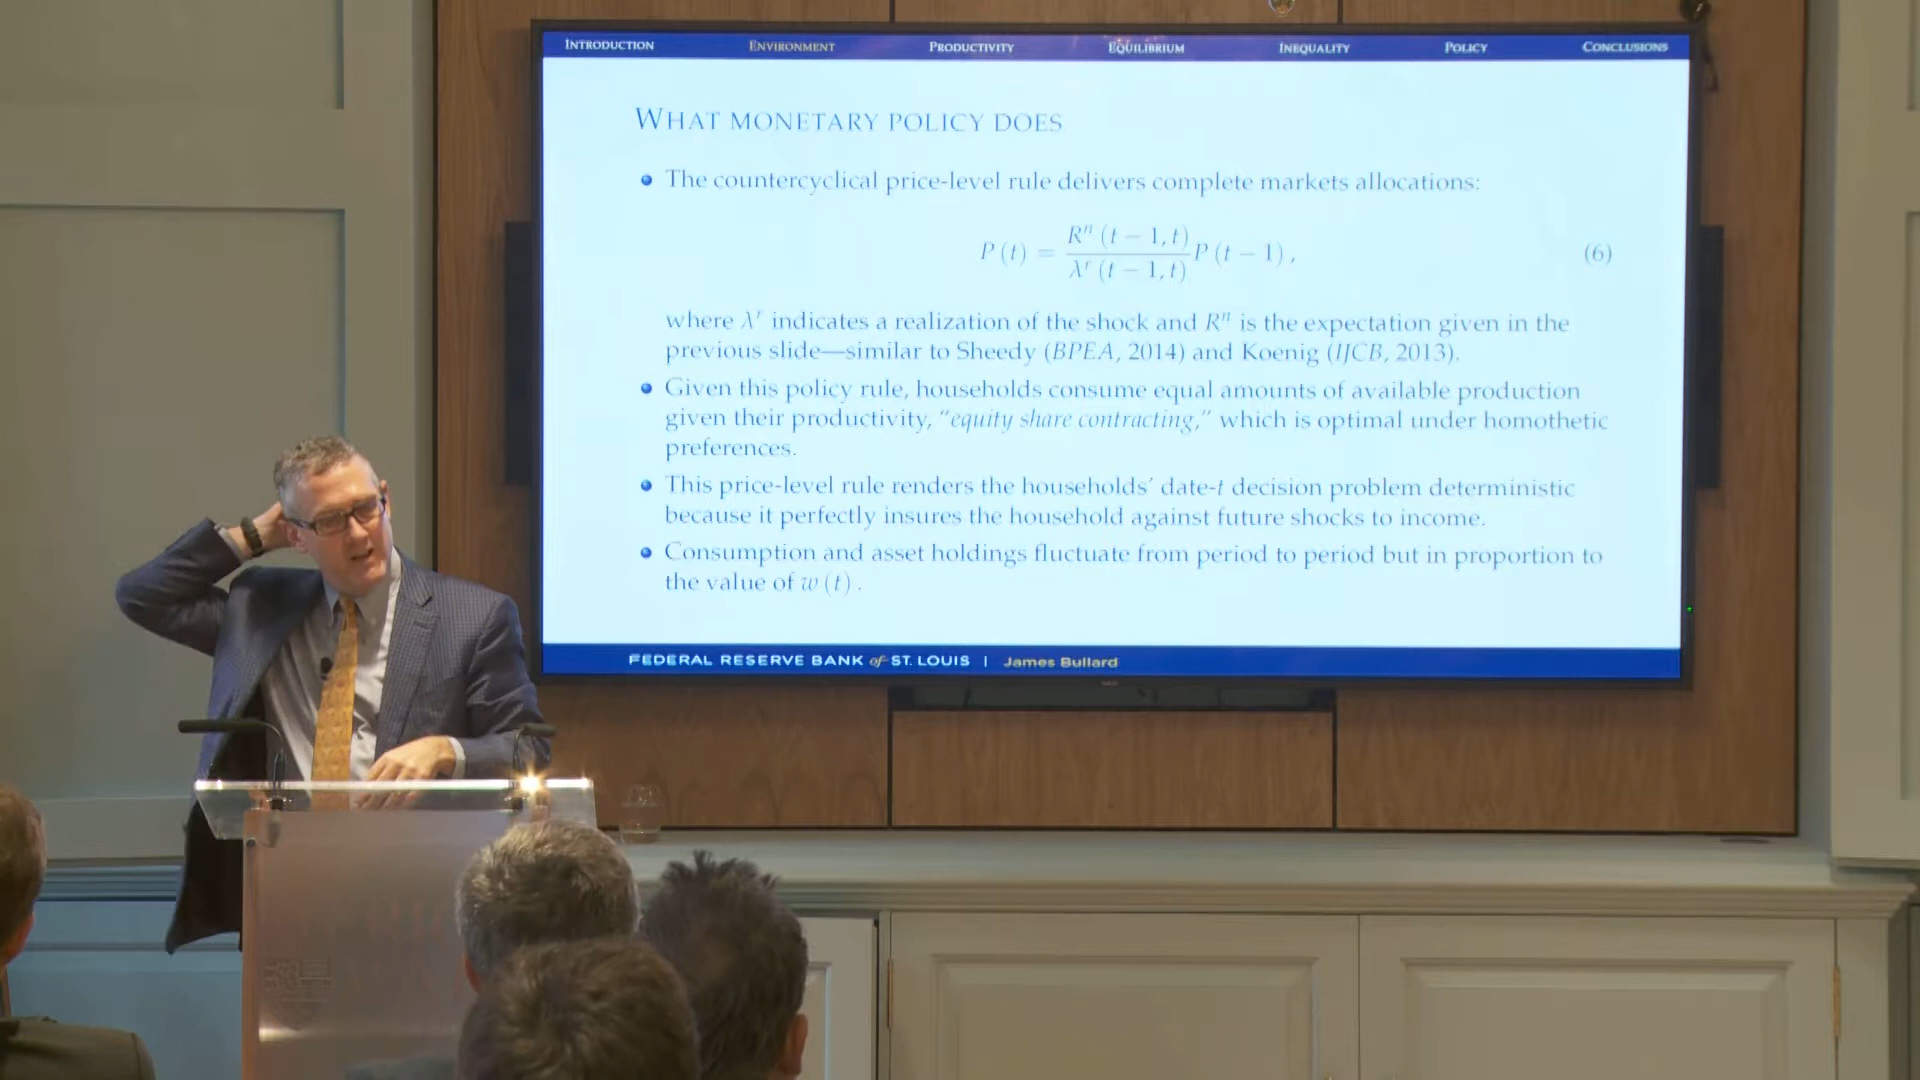 INTRODUCTION ENVIRONMENT PRODUCTIVITY EQUILIBRIUM INEQUALITY POLICY CONCLUSIONS
WHAT MONETARY POLICY DOES
The countercyclical price-level rule delivers complete markets allocations:
P (t) = Rⁿ (t − 1, t) / λʳ (t − 1, t) P (t − 1) , (6)
where λʳ indicates a realization of the shock and Rⁿ is the expectation given in the
previous slide—similar to Sheedy (BPEA, 2014) and Koenig (IJCB, 2013).
Given this policy rule, households consume equal amounts of available production
given their productivity, “equity share contracting,” which is optimal under homothetic
preferences.
This price-level rule renders the households’ date-t decision problem deterministic
because it perfectly insures the household against future shocks to income.
Consumption and asset holdings fluctuate from period to period but in proportion to
the value of w (t) .
FEDERAL RESERVE BANK of ST. LOUIS | James Bullard